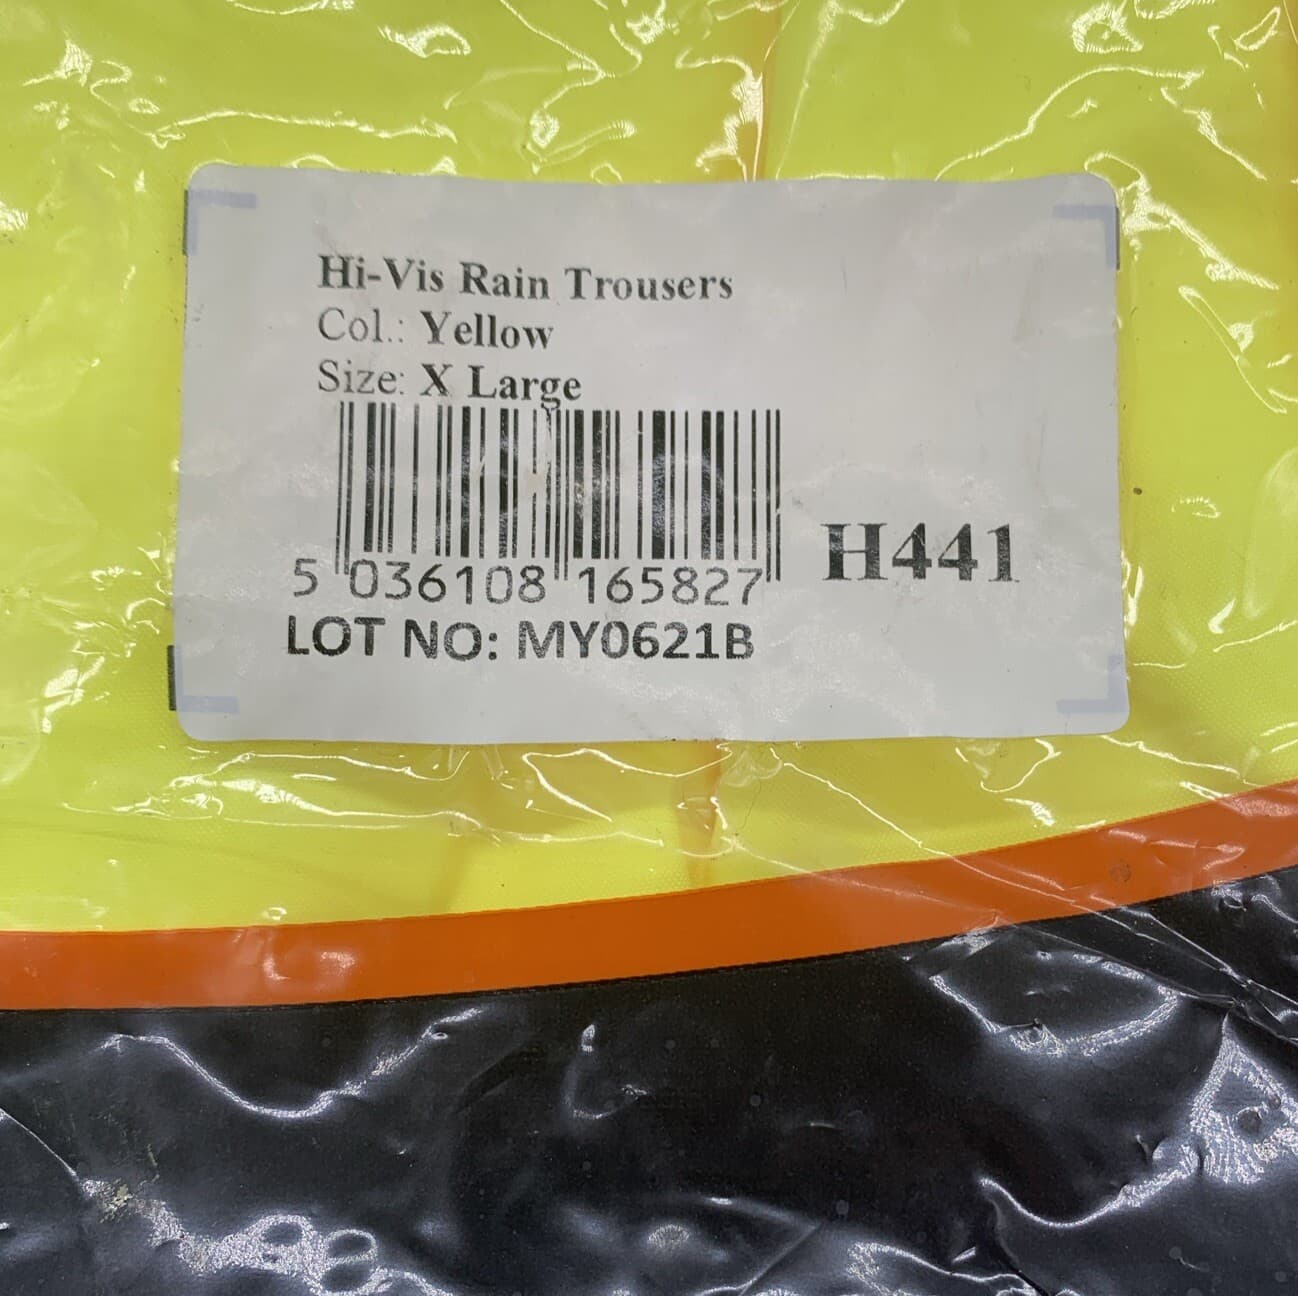 Hi-Vis Rain Trousers
Col.: Yellow
Size: X Large
5 036108 165827
H441
LOT NO: MY0621B